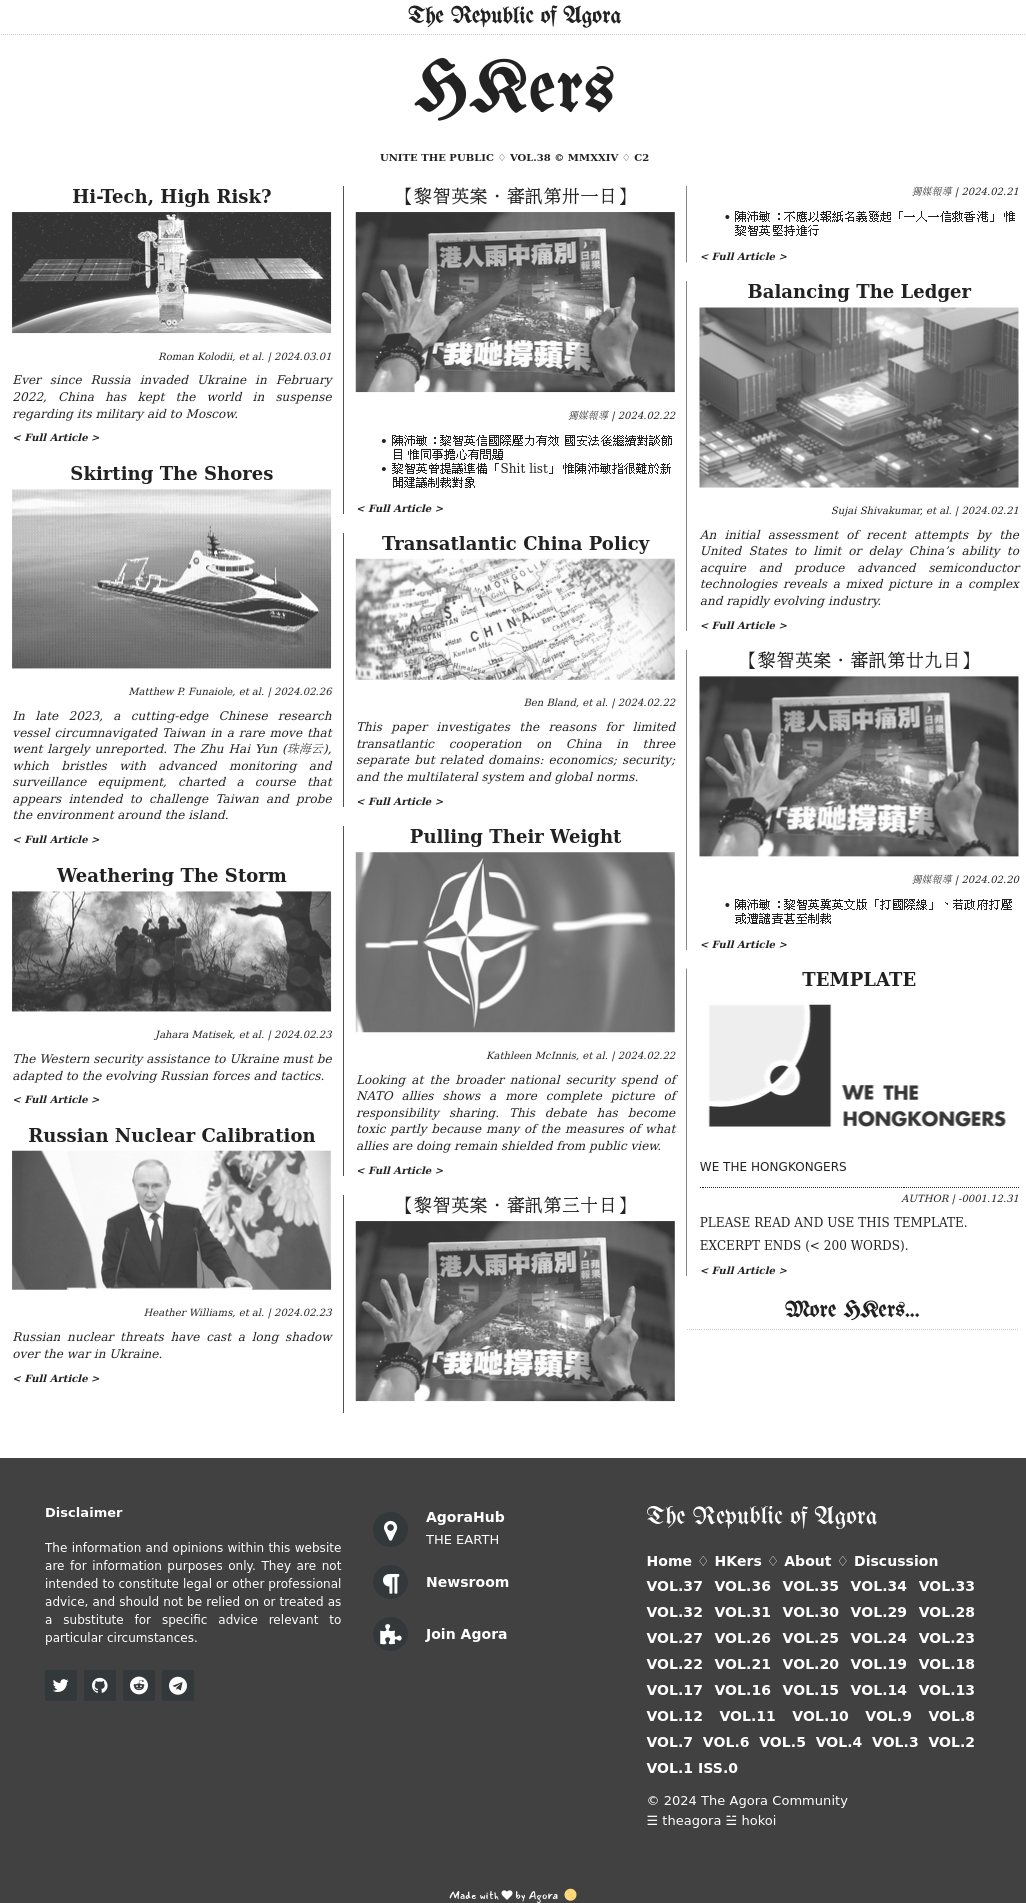 The Republic of Agora
HKers
UNITE THE PUBLIC ♢ VOL.38 © MMXXIV ♢ C2
Hi-Tech, High Risk?
Roman Kolodii, et al. | 2024.03.01
Ever since Russia invaded Ukraine in February
2022, China has kept the world in suspense
regarding its military aid to Moscow.
< Full Article >
Skirting The Shores
Matthew P. Funaiole, et al. | 2024.02.26
In late 2023, a cutting-edge Chinese research
vessel circumnavigated Taiwan in a rare move that
went largely unreported. The Zhu Hai Yun (珠海云),
which bristles with advanced monitoring and
surveillance equipment, charted a course that
appears intended to challenge Taiwan and probe
the environment around the island.
< Full Article >
Weathering The Storm
Jahara Matisek, et al. | 2024.02.23
The Western security assistance to Ukraine must be
adapted to the evolving Russian forces and tactics.
< Full Article >
Russian Nuclear Calibration
Heather Williams, et al. | 2024.02.23
Russian nuclear threats have cast a long shadow
over the war in Ukraine.
< Full Article >
【黎智英案・審訊第卅一日】
港人雨中痛別
蘋果日報
「我哋撐蘋果
獨媒報導 | 2024.02.22
• 陳沛敏：黎智英信國際壓力有效 國安法後繼續對談節
目 惟同事擔心有問題
• 黎智英曾提議準備「Shit list」 惟陳沛敏指很難於新
聞建議制裁對象
< Full Article >
Transatlantic China Policy
ASIA
MONGOLIA
CHINA
Ben Bland, et al. | 2024.02.22
This paper investigates the reasons for limited
transatlantic cooperation on China in three
separate but related domains: economics; security;
and the multilateral system and global norms.
< Full Article >
Pulling Their Weight
Kathleen McInnis, et al. | 2024.02.22
Looking at the broader national security spend of
NATO allies shows a more complete picture of
responsibility sharing. This debate has become
toxic partly because many of the measures of what
allies are doing remain shielded from public view.
< Full Article >
【黎智英案・審訊第三十日】
港人雨中痛別
蘋果日報
「我哋撐蘋果
獨媒報導 | 2024.02.21
• 陳沛敏：不應以報紙名義發起「一人一信救香港」 惟
黎智英堅持進行
< Full Article >
Balancing The Ledger
Sujai Shivakumar, et al. | 2024.02.21
An initial assessment of recent attempts by the
United States to limit or delay China’s ability to
acquire and produce advanced semiconductor
technologies reveals a mixed picture in a complex
and rapidly evolving industry.
< Full Article >
【黎智英案・審訊第廿九日】
港人雨中痛別
蘋果日報
「我哋撐蘋果
獨媒報導 | 2024.02.20
• 陳沛敏：黎智英冀英文版「打國際線」、若政府打壓
或遭譴責甚至制裁
< Full Article >
TEMPLATE
WE THE
HONGKONGERS
WE THE HONGKONGERS
AUTHOR | -0001.12.31
PLEASE READ AND USE THIS TEMPLATE.
EXCERPT ENDS (< 200 WORDS).
< Full Article >
More HKers...
Disclaimer
The information and opinions within this website
are for information purposes only. They are not
intended to constitute legal or other professional
advice, and should not be relied on or treated as
a substitute for specific advice relevant to
particular circumstances.
AgoraHub
THE EARTH
Newsroom
Join Agora
The Republic of Agora
Home ♢ HKers ♢ About ♢ Discussion
VOL.37 VOL.36 VOL.35 VOL.34 VOL.33
VOL.32 VOL.31 VOL.30 VOL.29 VOL.28
VOL.27 VOL.26 VOL.25 VOL.24 VOL.23
VOL.22 VOL.21 VOL.20 VOL.19 VOL.18
VOL.17 VOL.16 VOL.15 VOL.14 VOL.13
VOL.12 VOL.11 VOL.10 VOL.9 VOL.8
VOL.7 VOL.6 VOL.5 VOL.4 VOL.3 VOL.2
VOL.1 ISS.0
© 2024 The Agora Community
☰ theagora ☱ hokoi
Made with ♥ by Agora